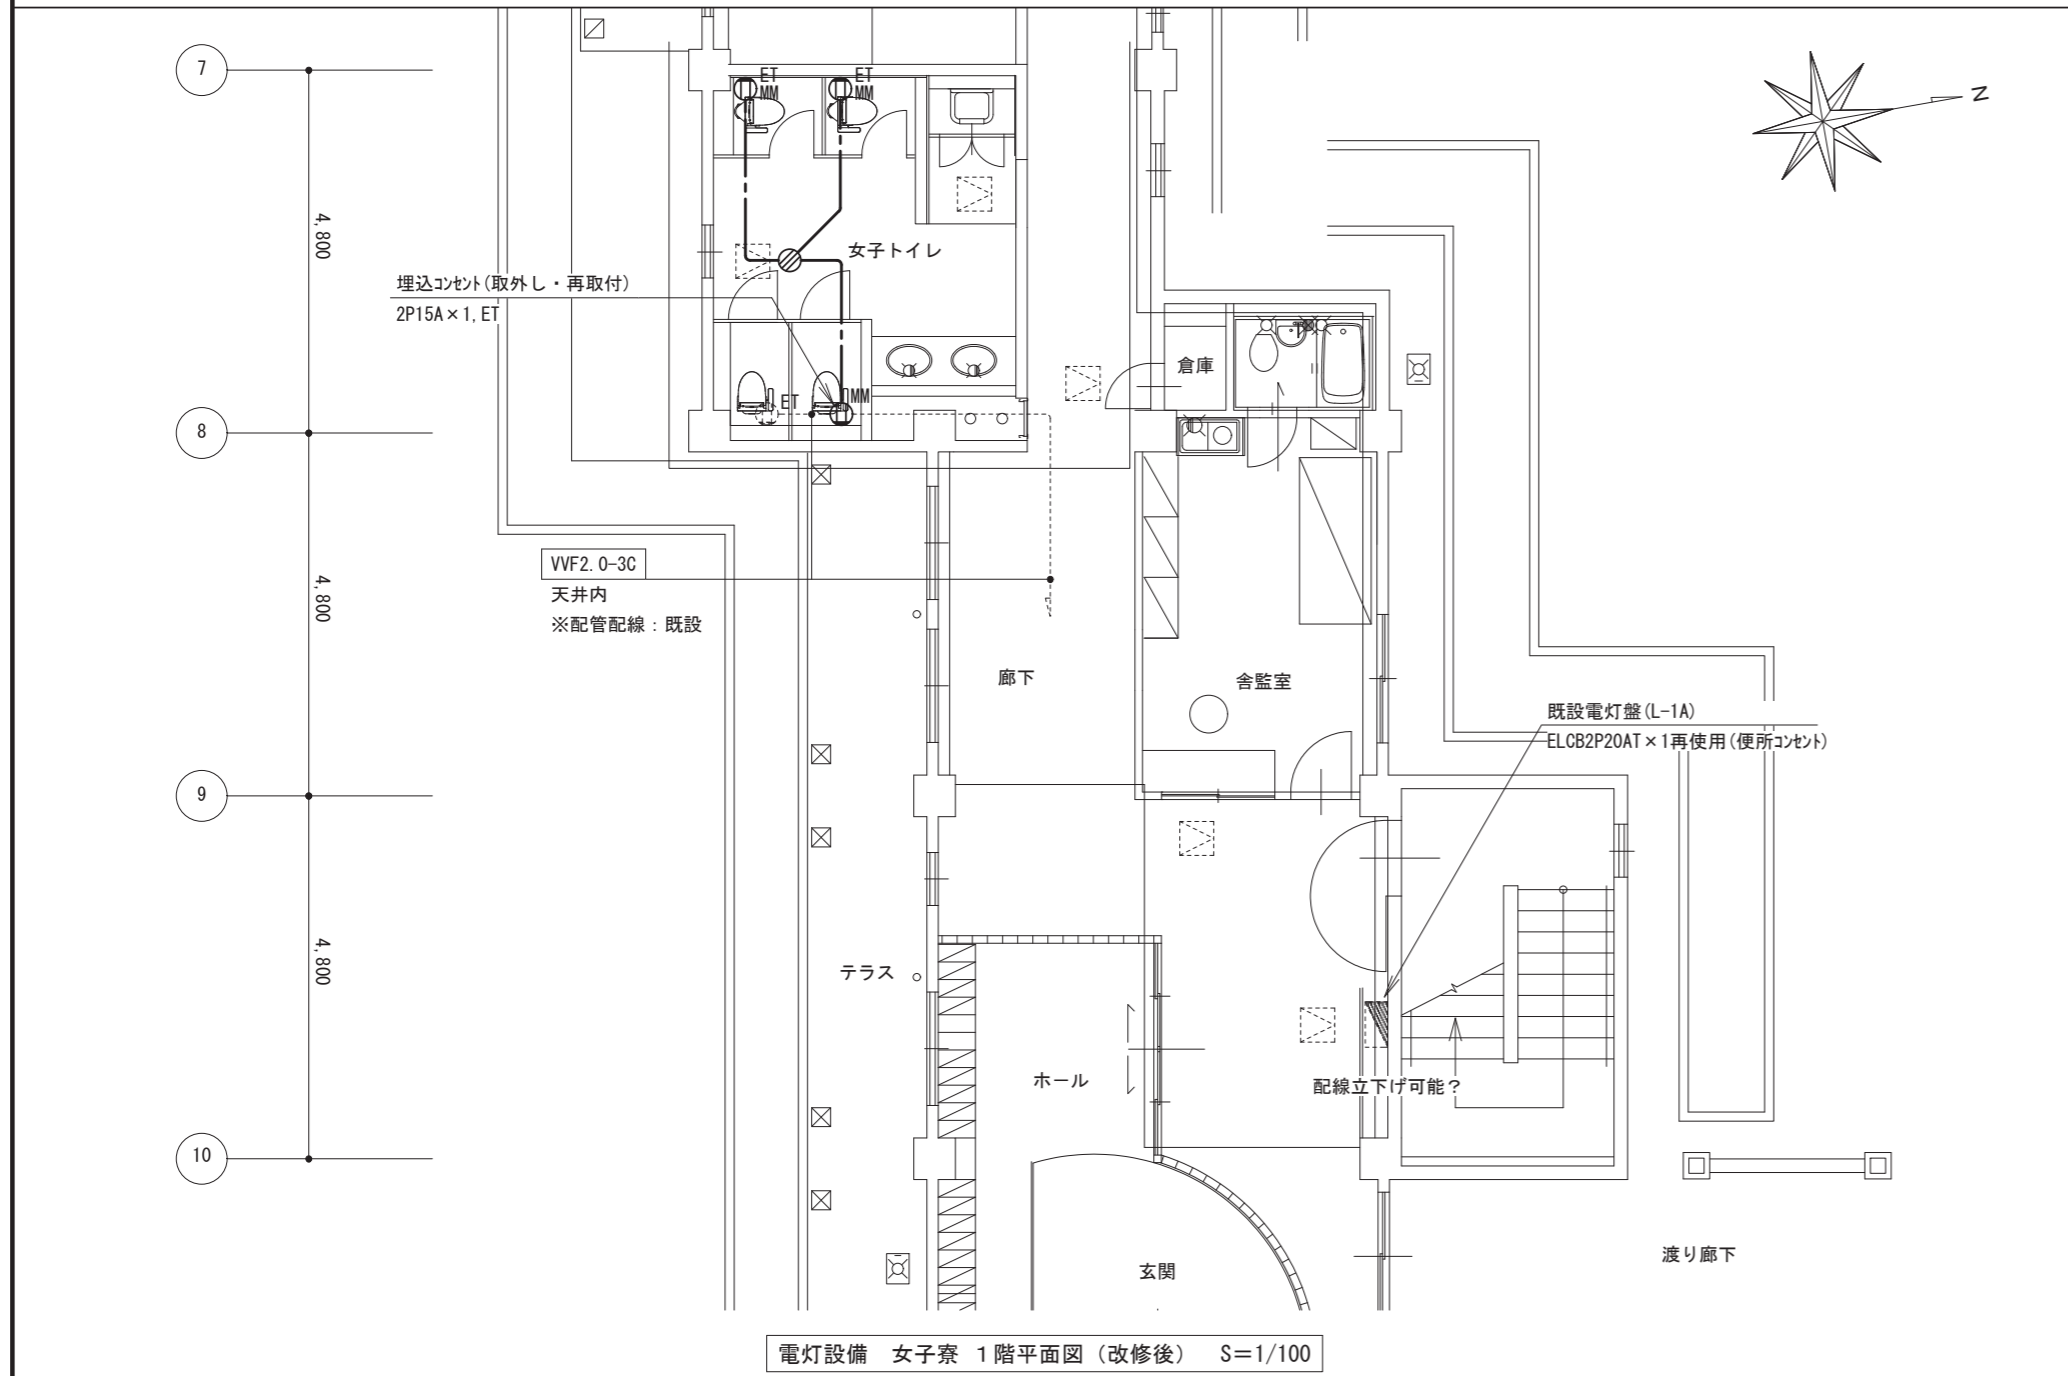 7
ET
MM
ET
MM
N
4,800
女子トイレ
埋込コンセント(取外し・再取付)
2P15A×1,ET
倉庫
ET
MM
8
VVF2.0-3C
天井内
※配管配線：既設
4,800
廊下
舎監室
既設電灯盤(L-1A)
ELCB2P20AT×1再使用(便所コンセント)
9
4,800
テラス
ホール
配線立下げ可能？
10
玄関
渡り廊下
電灯設備　女子寮　1階平面図（改修後）　S＝1/100